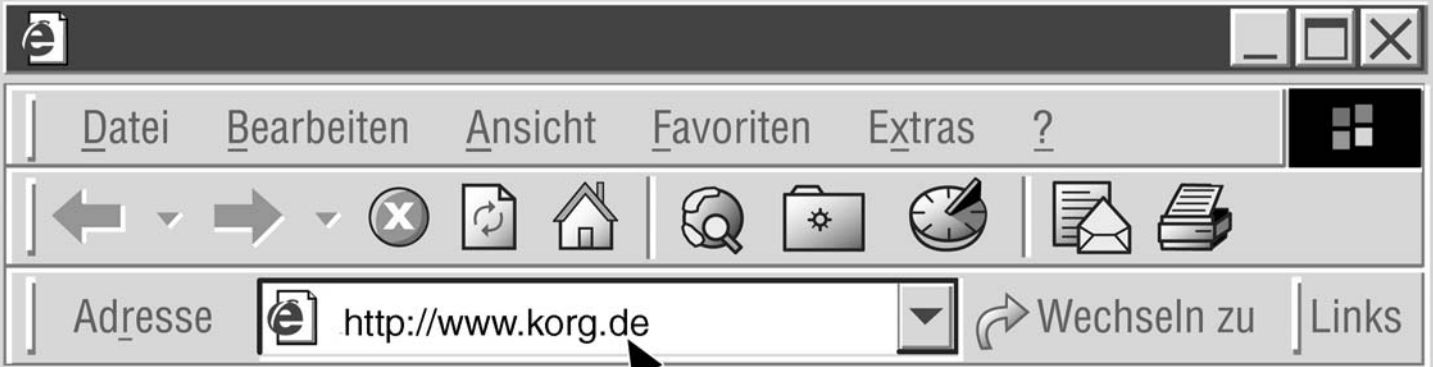 Datei Bearbeiten Ansicht Favoriten Extras ?
Adresse http://www.korg.de Wechseln zu Links